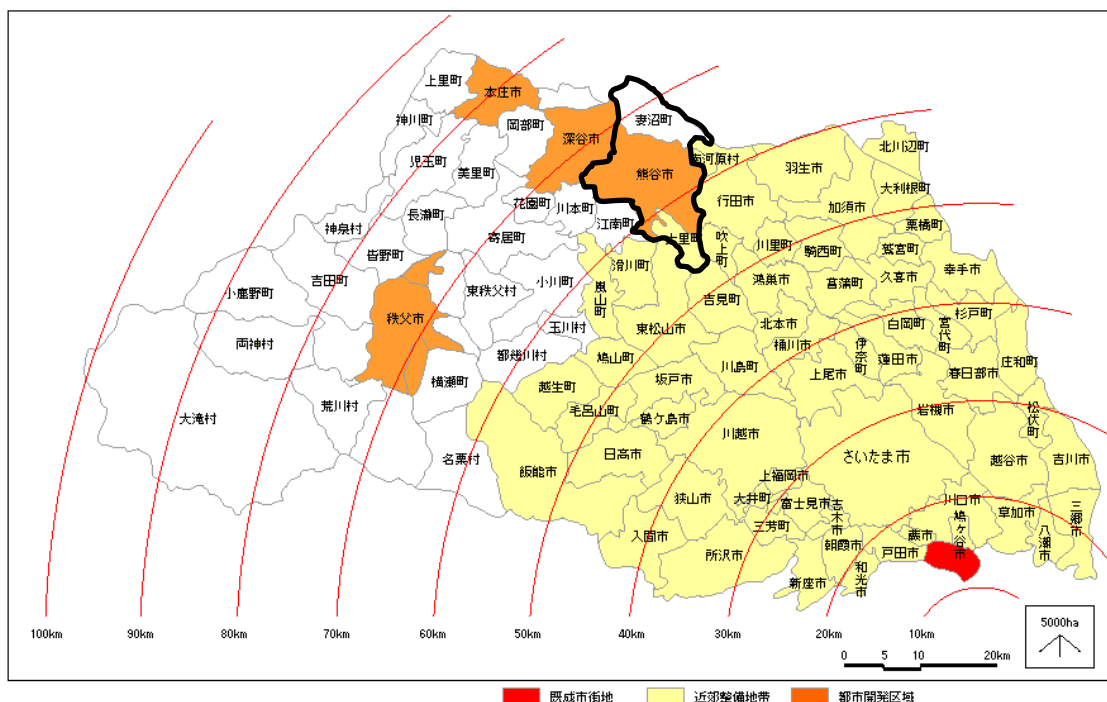 上里町
本庄市
神川町
岡部町
深谷市
妻沼町
児玉町
美里町
熊谷市
南河原村
羽生市
北川辺町
大利根町
行田市
加須市
栗橋町
花園町
川本町
江南町
長瀞町
神泉村
寄居町
上里町
吹上町
川里町
騎西町
鷲宮町
皆野町
滑川町
鴻巣市
菖蒲町
久喜市
幸手市
吉田町
小鹿野町
東秩父村
小川町
嵐山町
吉見町
秩父市
両神村
玉川村
東松山市
北本市
白岡町
宮代町
杉戸町
都幾川村
鳩山町
川島町
桶川市
伊奈町
蓮田市
庄和町
横瀬町
越生町
坂戸市
上尾市
春日部市
荒川村
大滝村
毛呂山町
鶴ケ島市
岩槻市
松伏町
川越市
名栗村
飯能市
日高市
さいたま市
越谷市
吉川市
上福岡市
狭山市
大井町
富士見市
志木市
川口市
鳩ヶ谷市
草加市
三郷市
入間市
三芳町
朝霞市
蕨市
戸田市
八潮市
所沢市
新座市
和光市
100km
90km
80km
70km
60km
50km
40km
30km
20km
10km
5000ha
0
5
10
20km
既成市街地
近郊整備地帯
都市開発区域